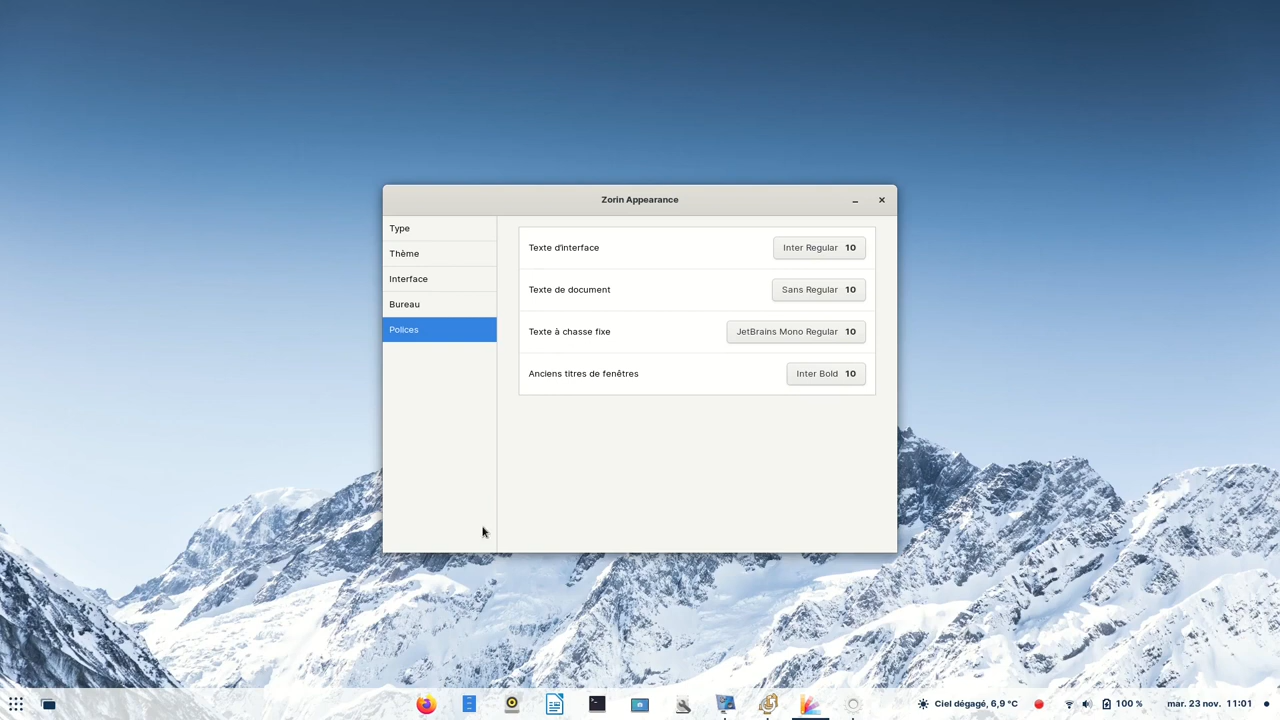 Zorin Appearance
Type
Thème
Interface
Bureau
Polices
Texte d'interface Inter Regular 10
Texte de document Sans Regular 10
Texte à chasse fixe JetBrains Mono Regular 10
Anciens titres de fenêtres Inter Bold 10
Ciel dégagé, 6,9 °C 100 % mar. 23 nov. 11:01